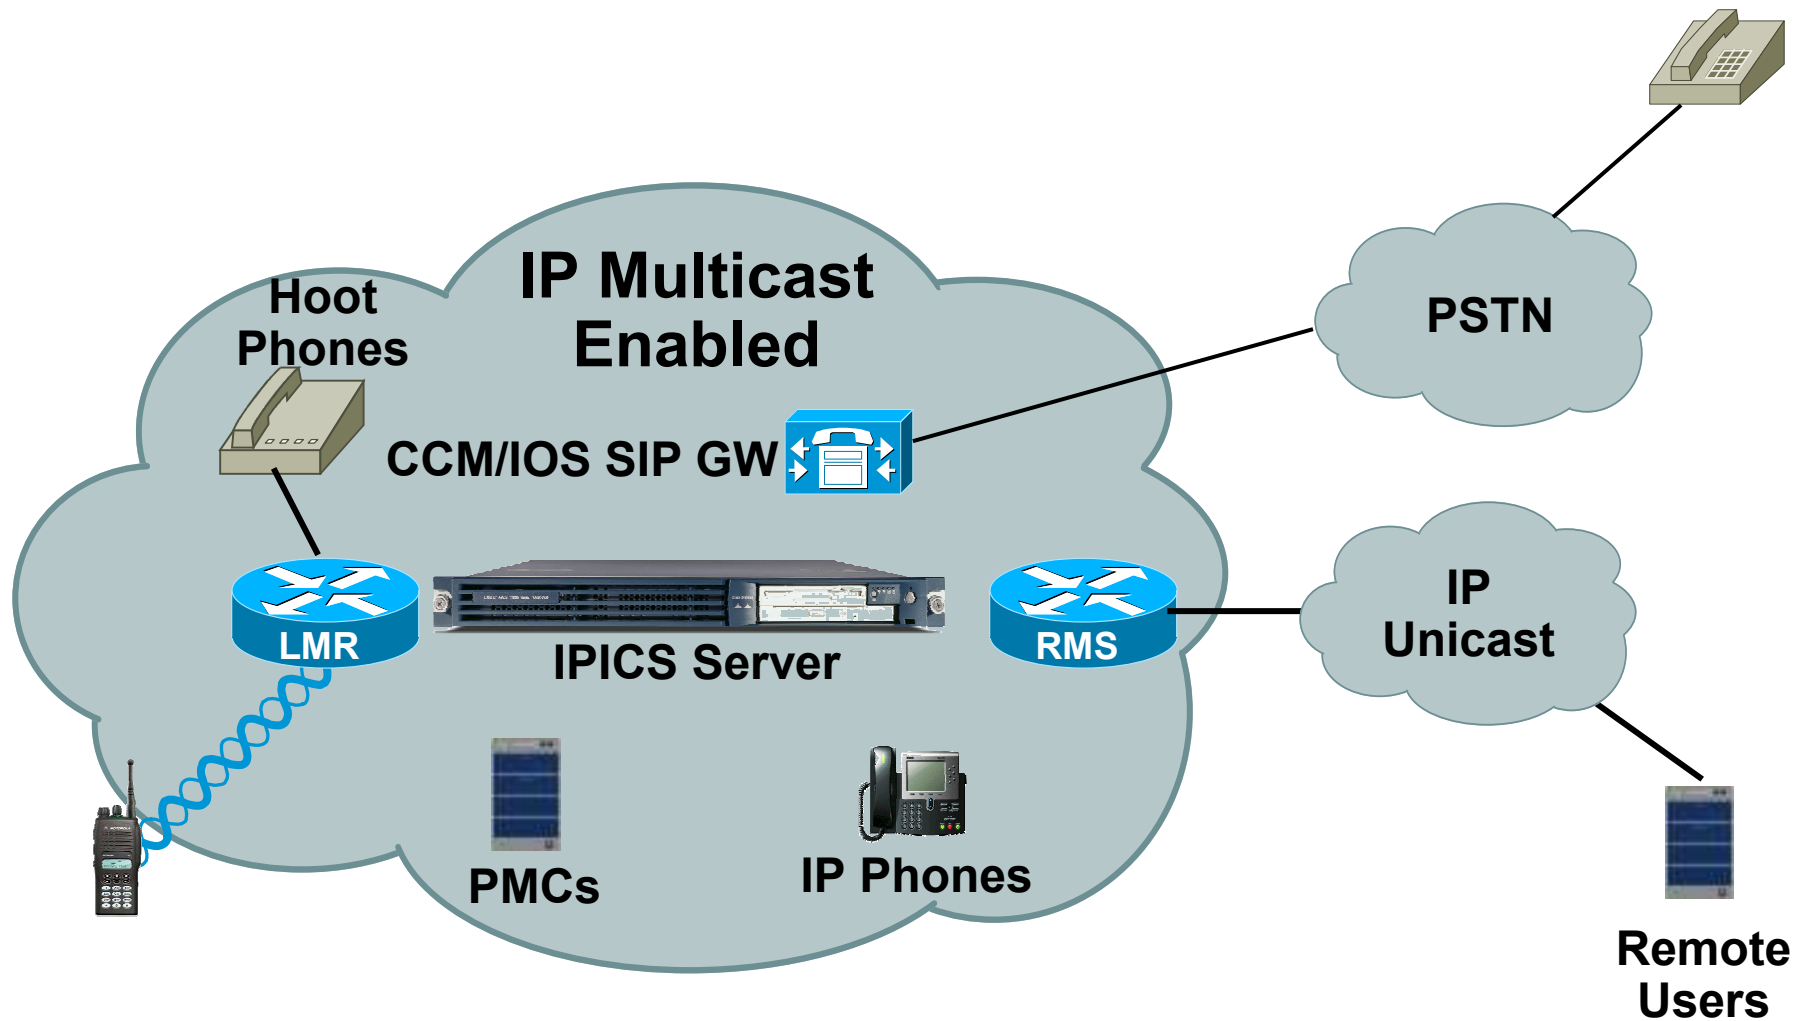 IP Multicast
Enabled
Hoot
Phones
PSTN
CCM/IOS SIP GW
IP
Unicast
LMR
IPICS Server
RMS
PMCs
IP Phones
Remote
Users